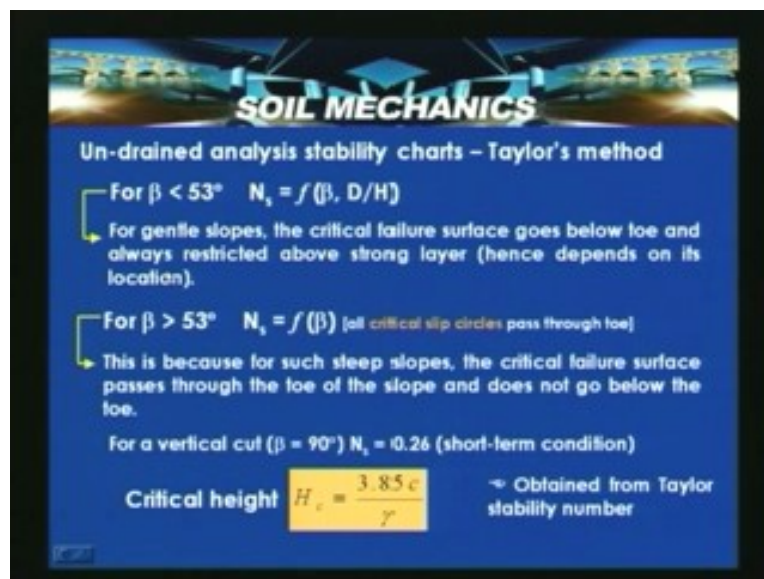 SOIL MECHANICS
Un-drained analysis stability charts – Taylor's method
For β < 53° Nₛ = f (β, D/H)
For gentle slopes, the critical failure surface goes below toe and
always restricted above strong layer (hence depends on its
location).
For β > 53° Nₛ = f (β) [all critical slip circles pass through toe]
This is because for such steep slopes, the critical failure surface
passes through the toe of the slope and does not go below the
toe.
For a vertical cut (β = 90°) Nₛ = 0.26 (short-term condition)
Critical height H_c = 3.85 c / γ
Obtained from Taylor
stability number